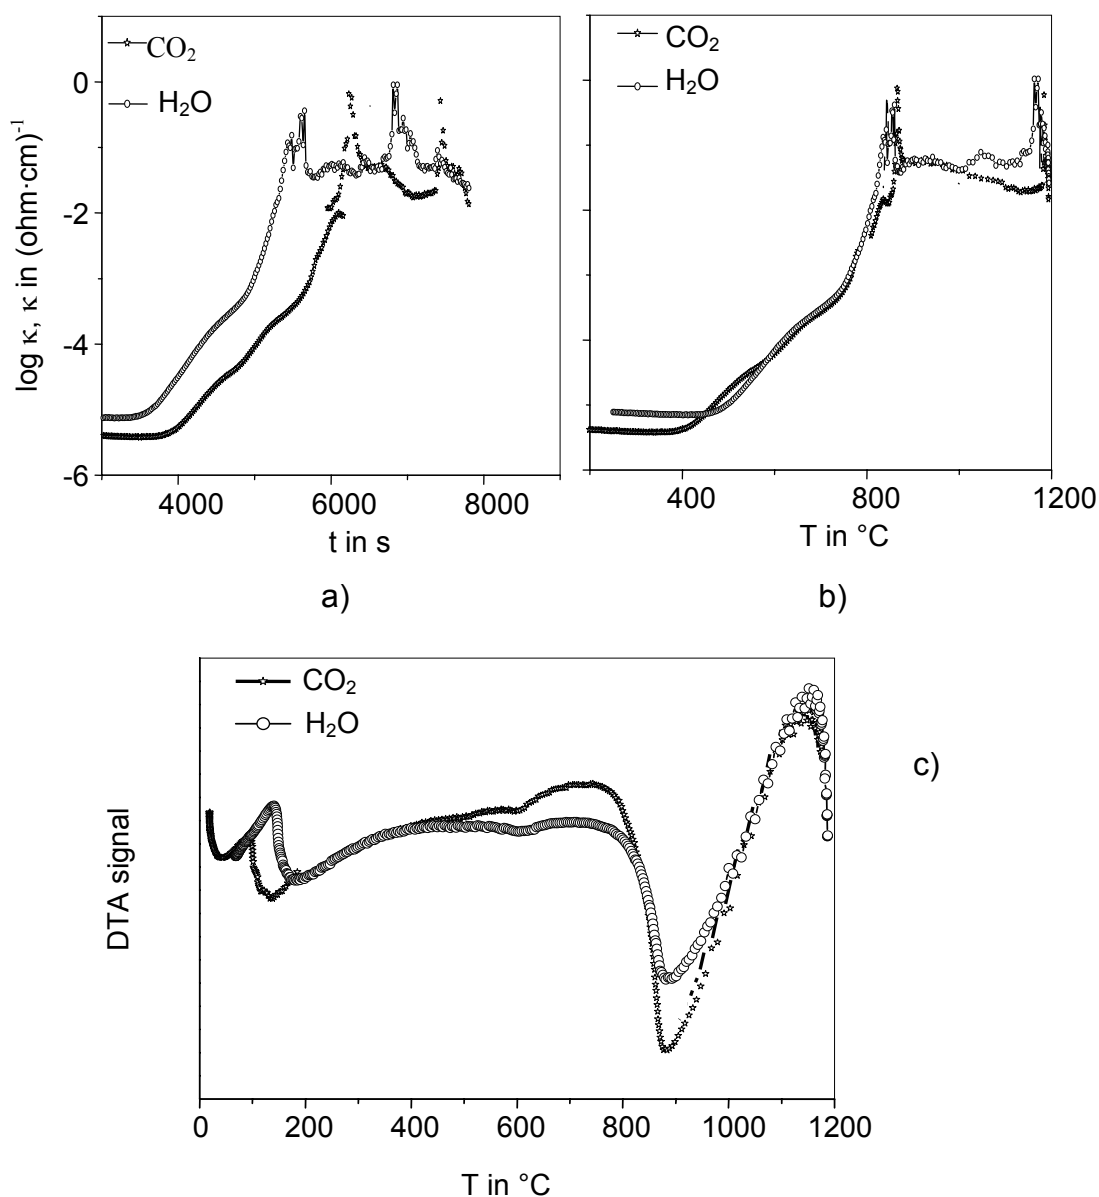 CO₂
H₂O
0
-2
-4
-6
log κ, κ in (ohm·cm)⁻¹
4000 6000 8000
t in s
a)
CO₂
H₂O
400 800 1200
T in °C
b)
CO₂
H₂O
c)
DTA signal
0 200 400 600 800 1000 1200
T in °C